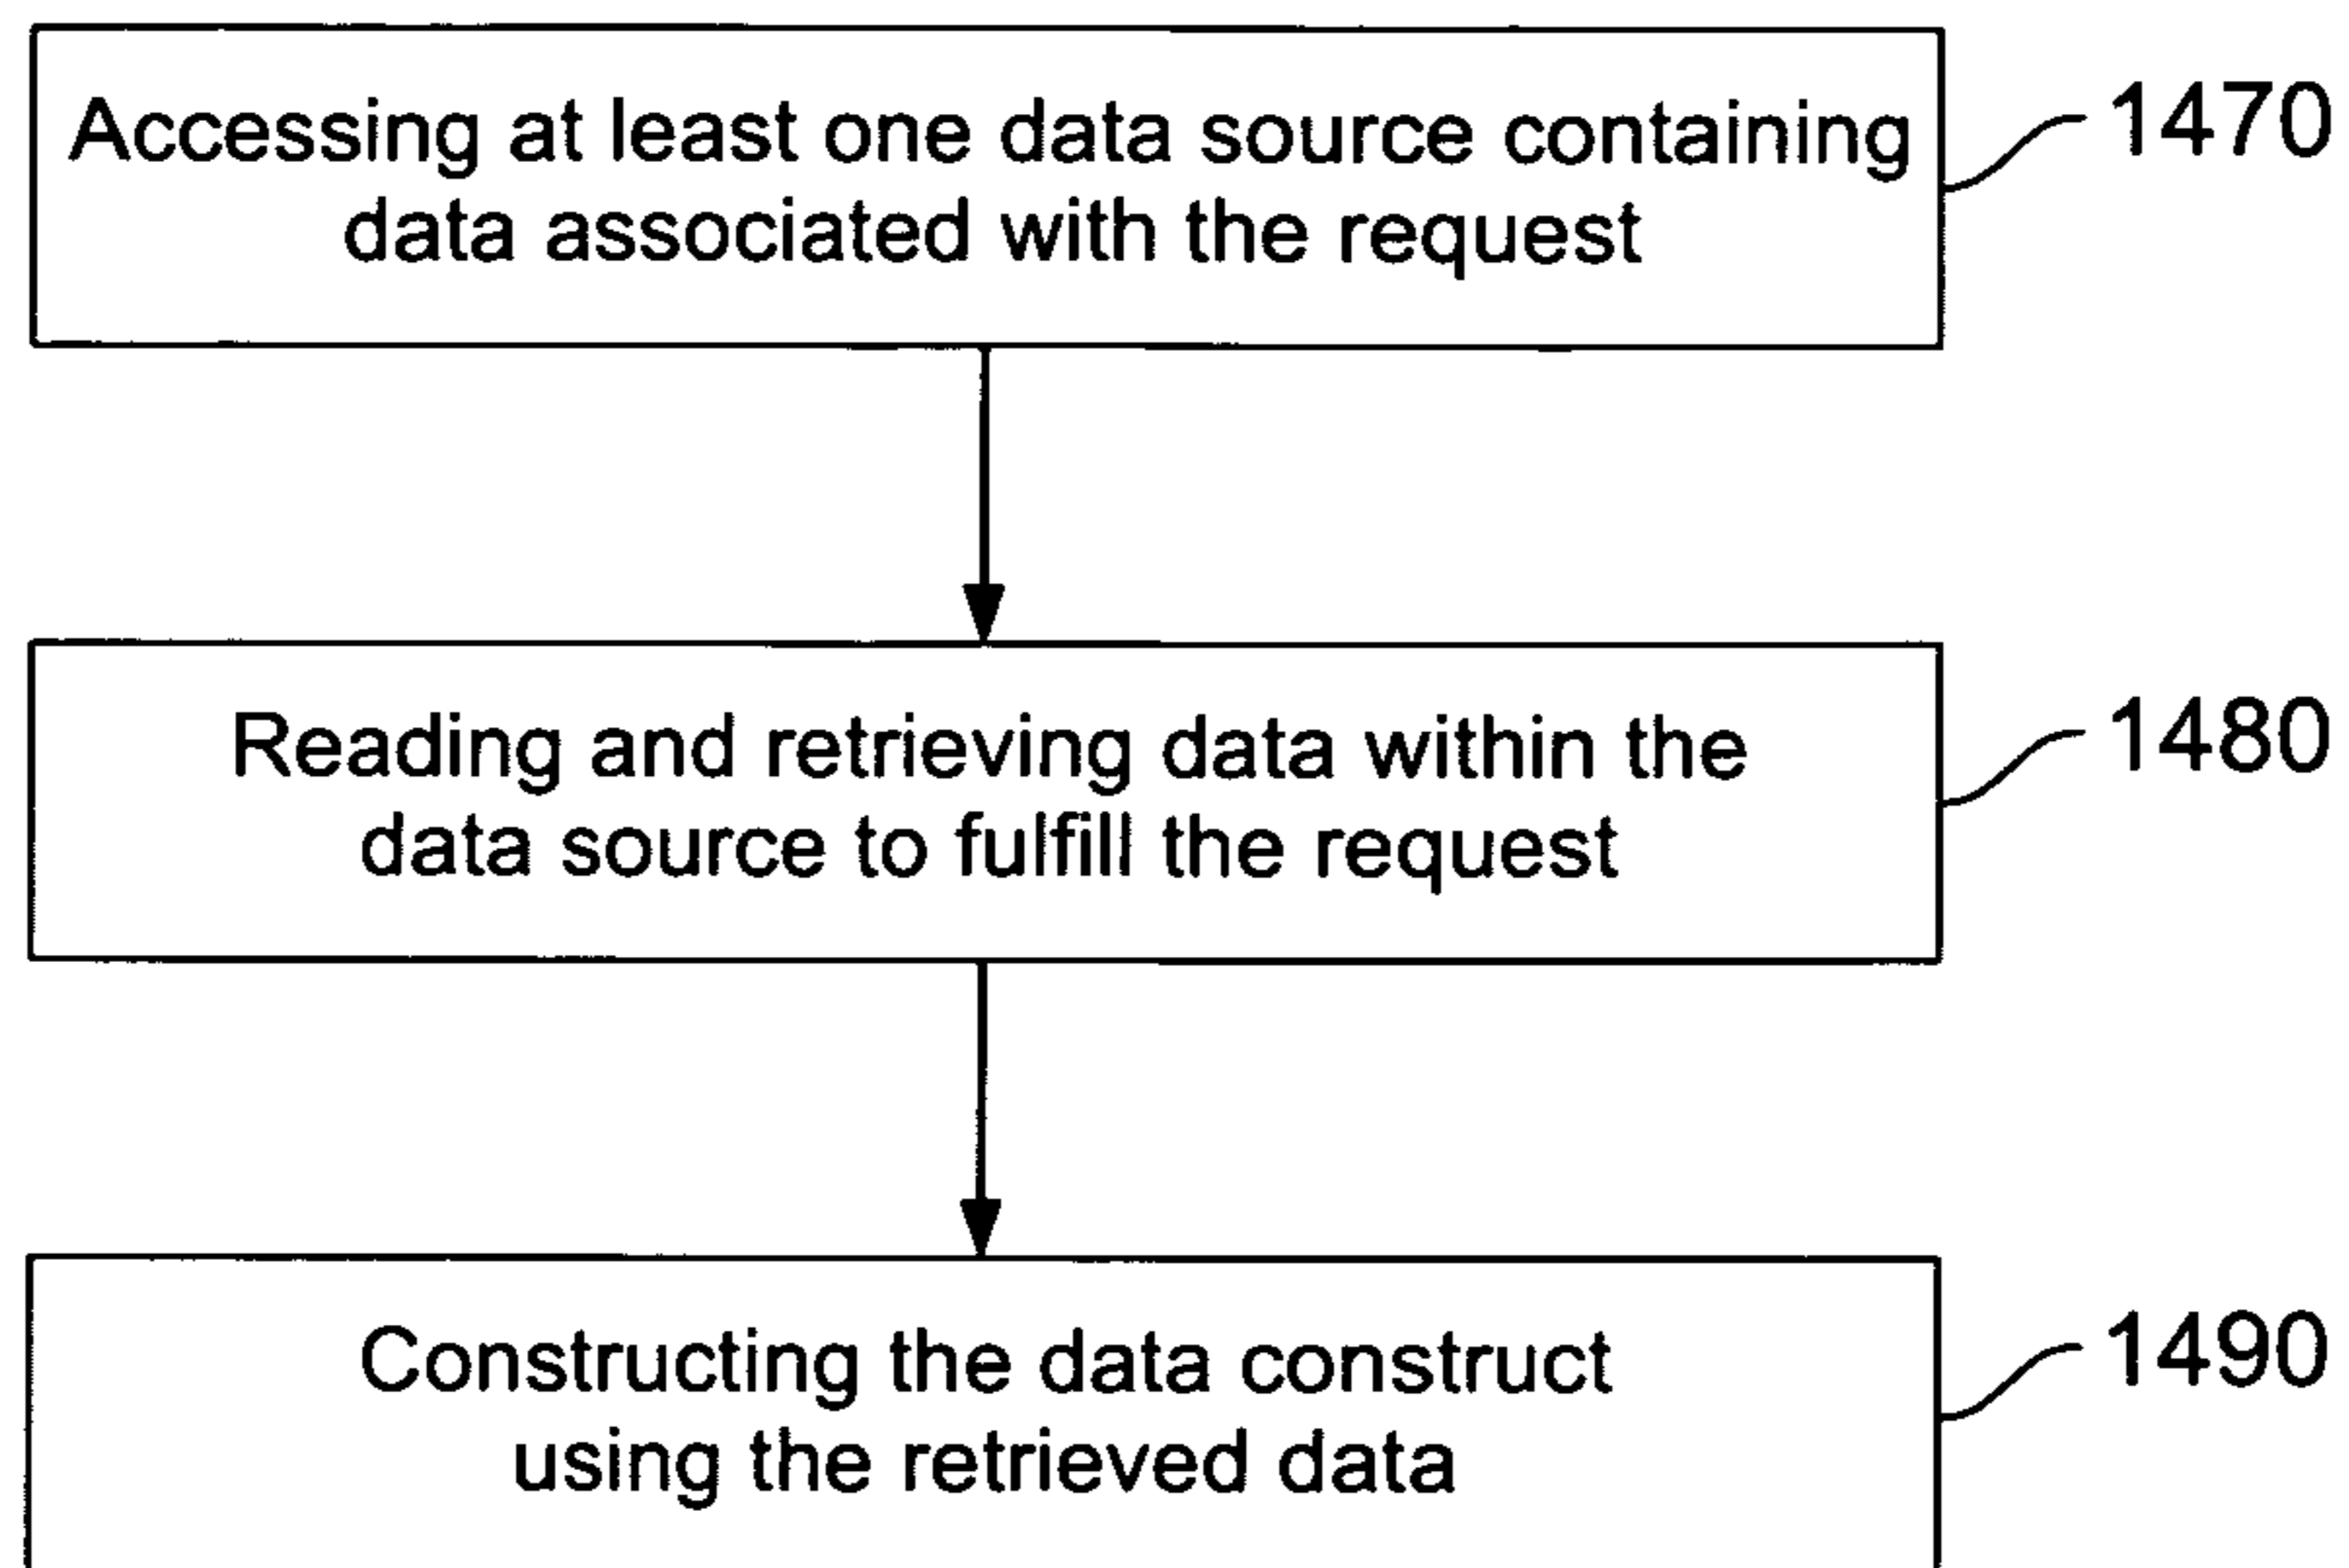 Accessing at least one data source containing
data associated with the request
1470
Reading and retrieving data within the
data source to fulfill the request
1480
Constructing the data construct
using the retrieved data
1490